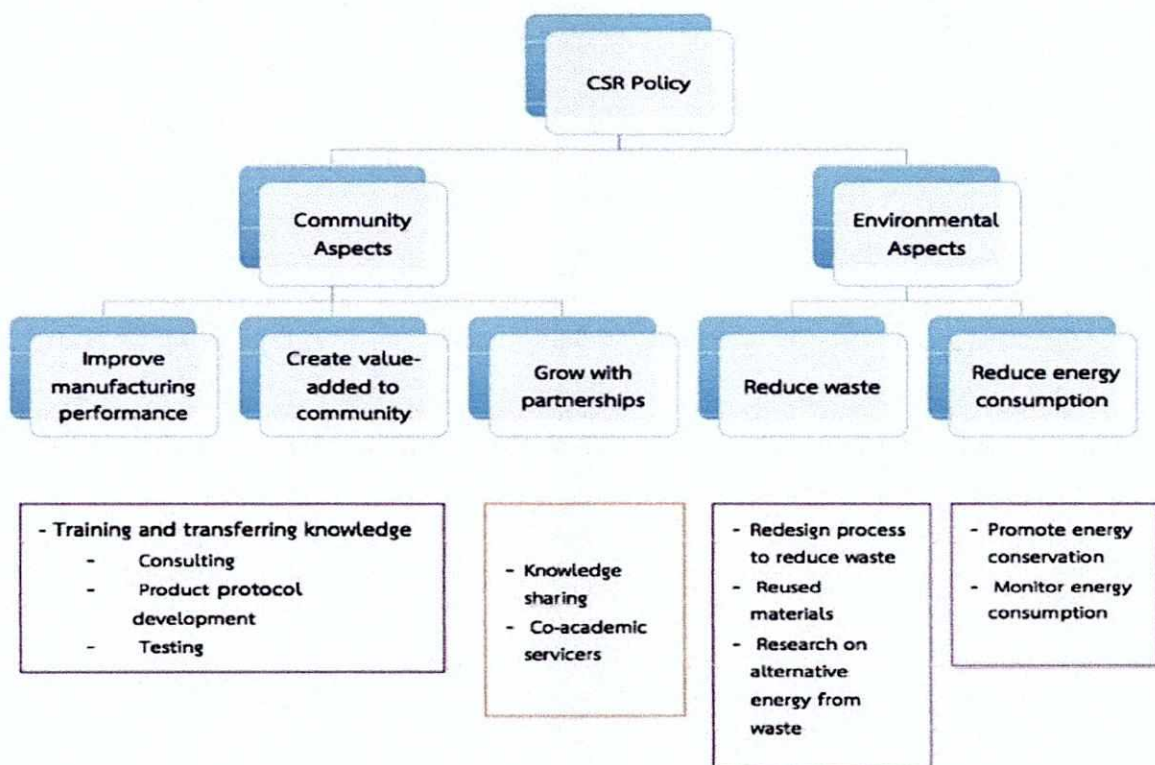 CSR Policy
Community
Aspects
Environmental
Aspects
Improve
manufacturing
performance
Create value-
added to
community
Grow with
partnerships
Reduce waste
Reduce energy
consumption
- Training and transferring knowledge
- Consulting
- Product protocol
development
- Testing
- Knowledge
sharing
- Co-academic
servicers
- Redesign process
to reduce waste
- Reused
materials
- Research on
alternative
energy from
waste
- Promote energy
conservation
- Monitor energy
consumption